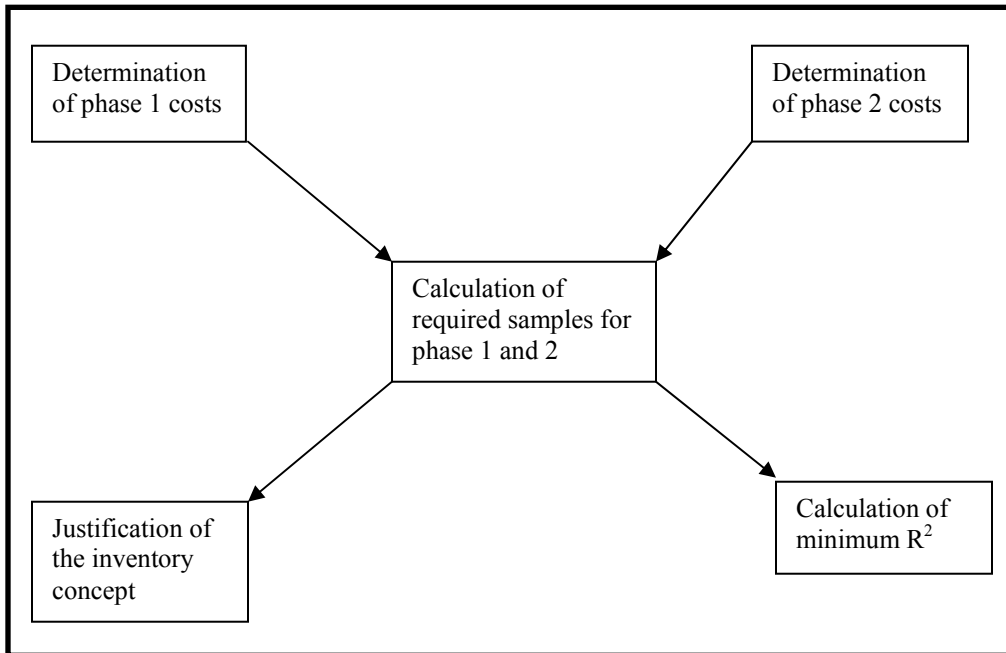 Determination
of phase 1 costs
Determination
of phase 2 costs
Calculation of
required samples for
phase 1 and 2
Justification of
the inventory
concept
Calculation of
minimum R²